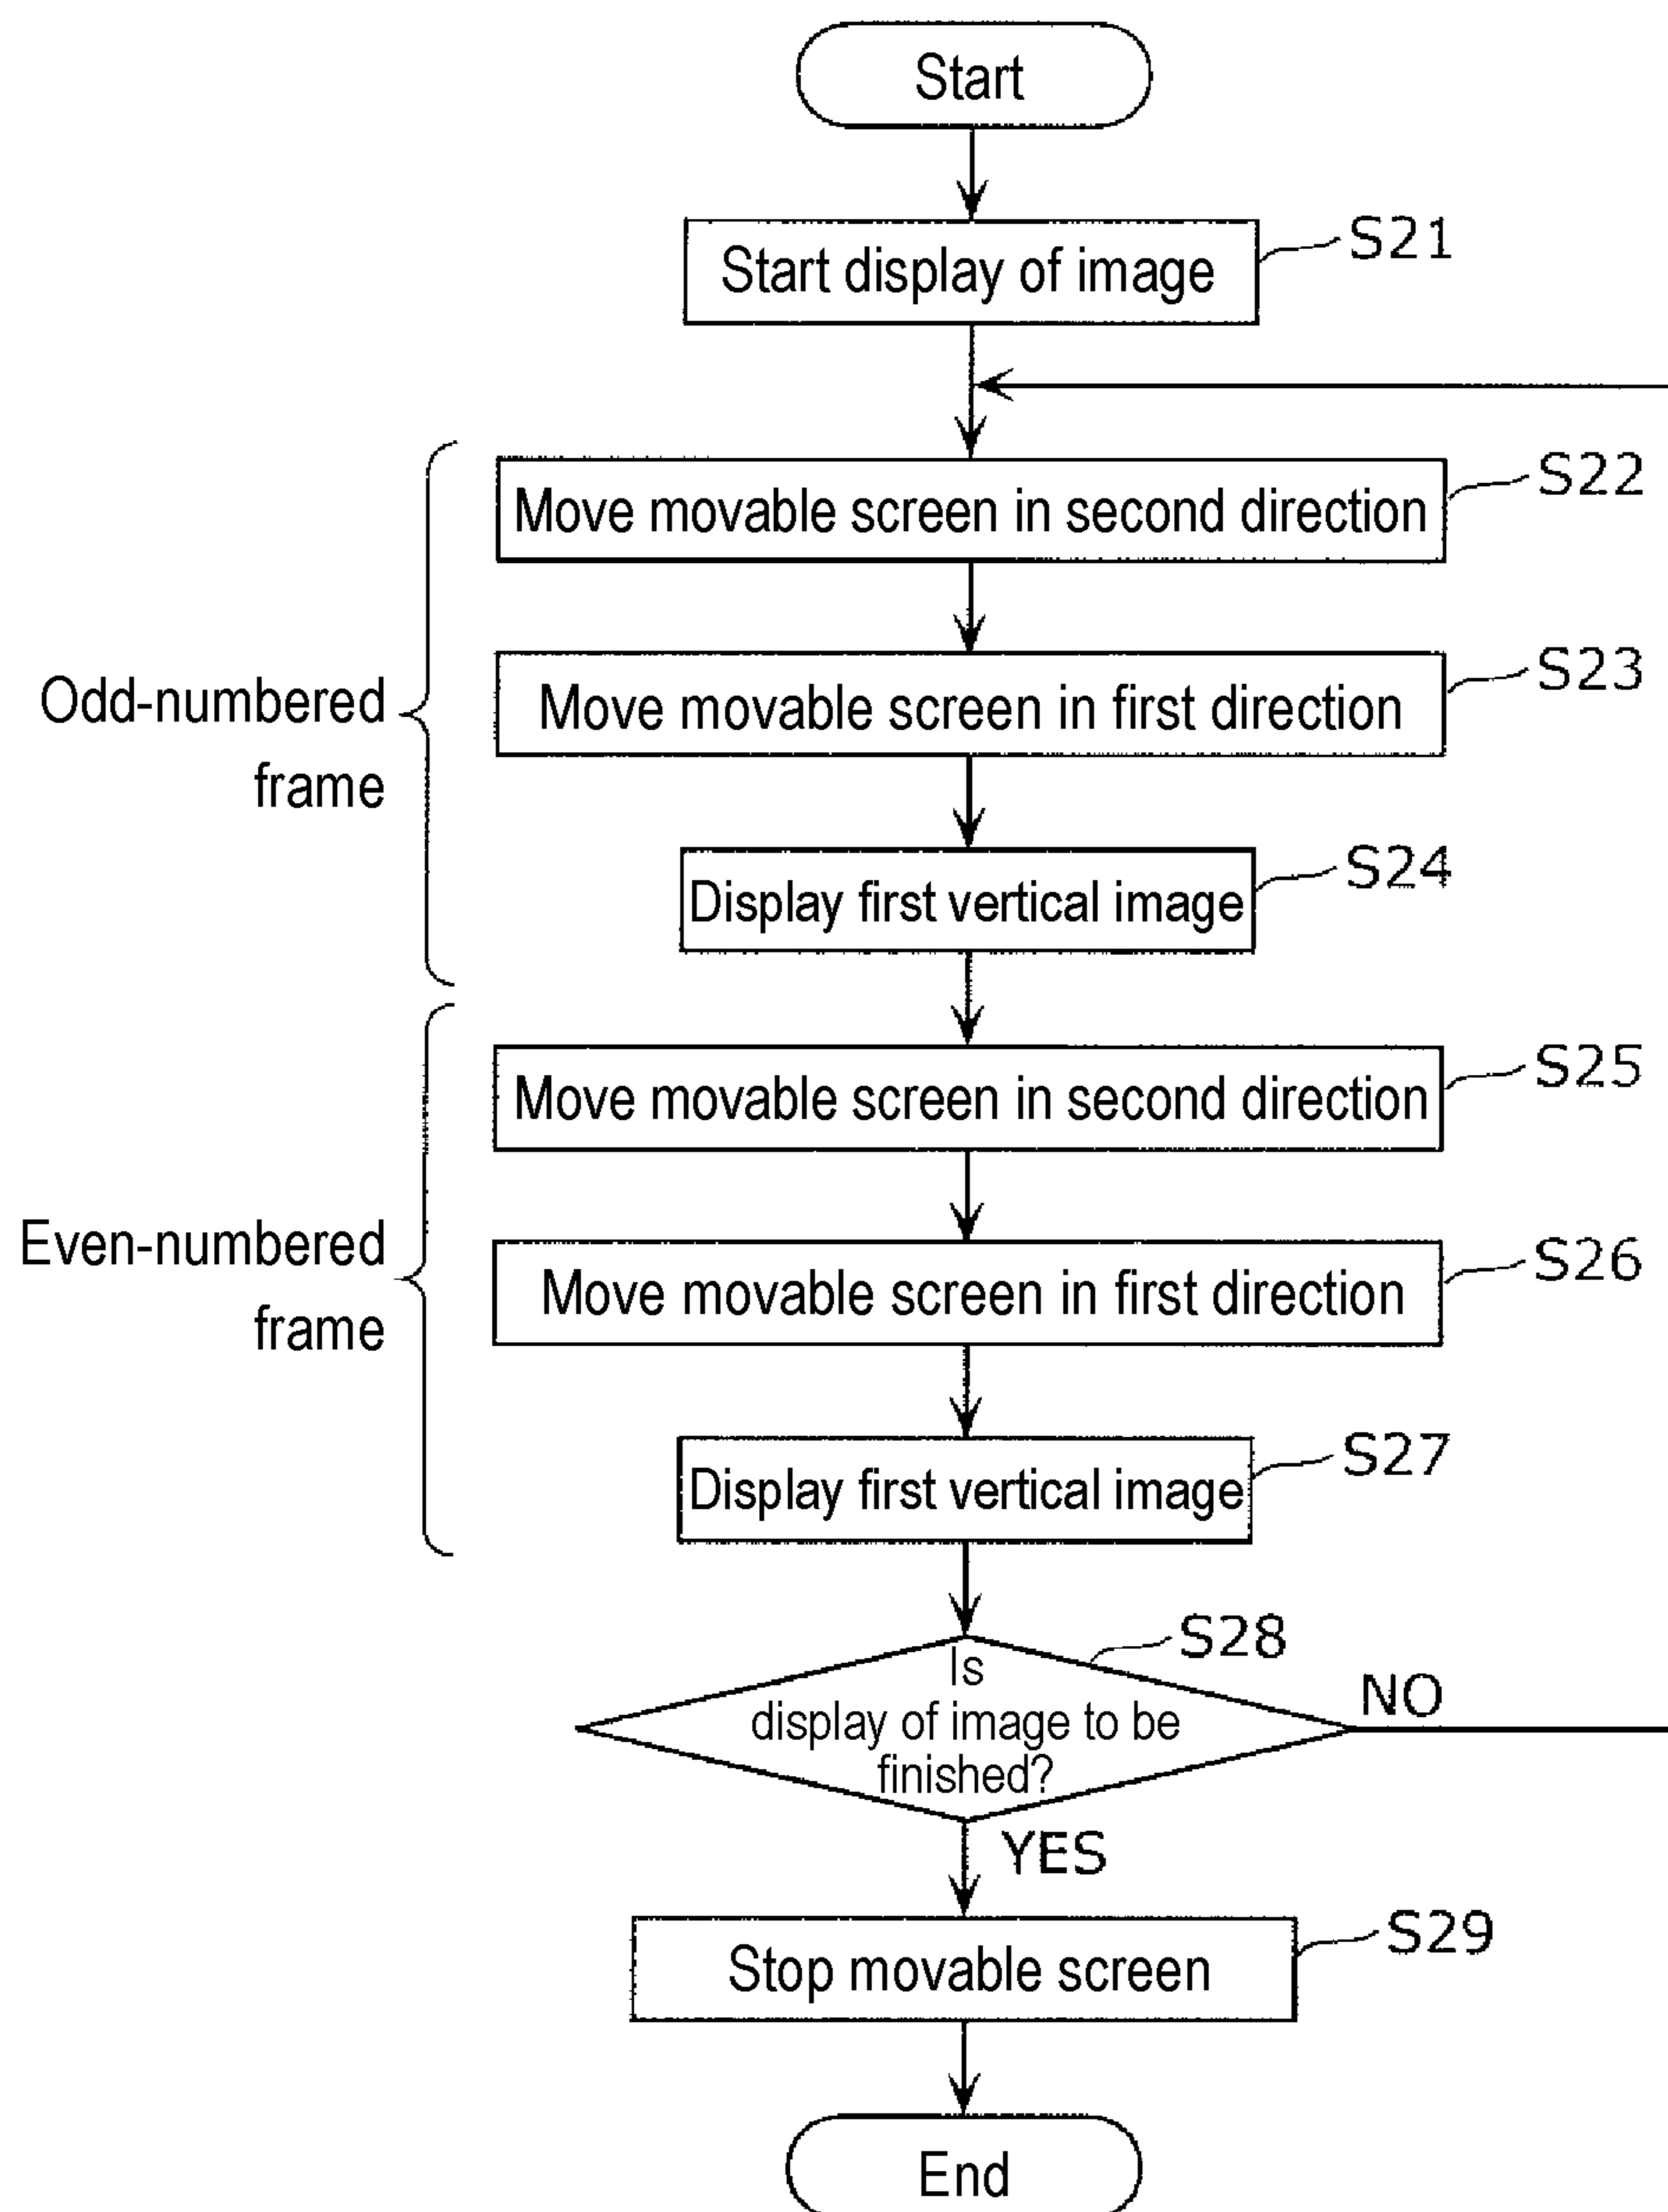 Start
Start display of image
S21
Move movable screen in second direction
S22
Move movable screen in first direction
S23
Odd-numbered
frame
Display first vertical image
S24
Move movable screen in second direction
S25
Move movable screen in first direction
S26
Even-numbered
frame
Display first vertical image
S27
S28
Is
display of image to be
finished?
NO
YES
Stop movable screen
S29
End